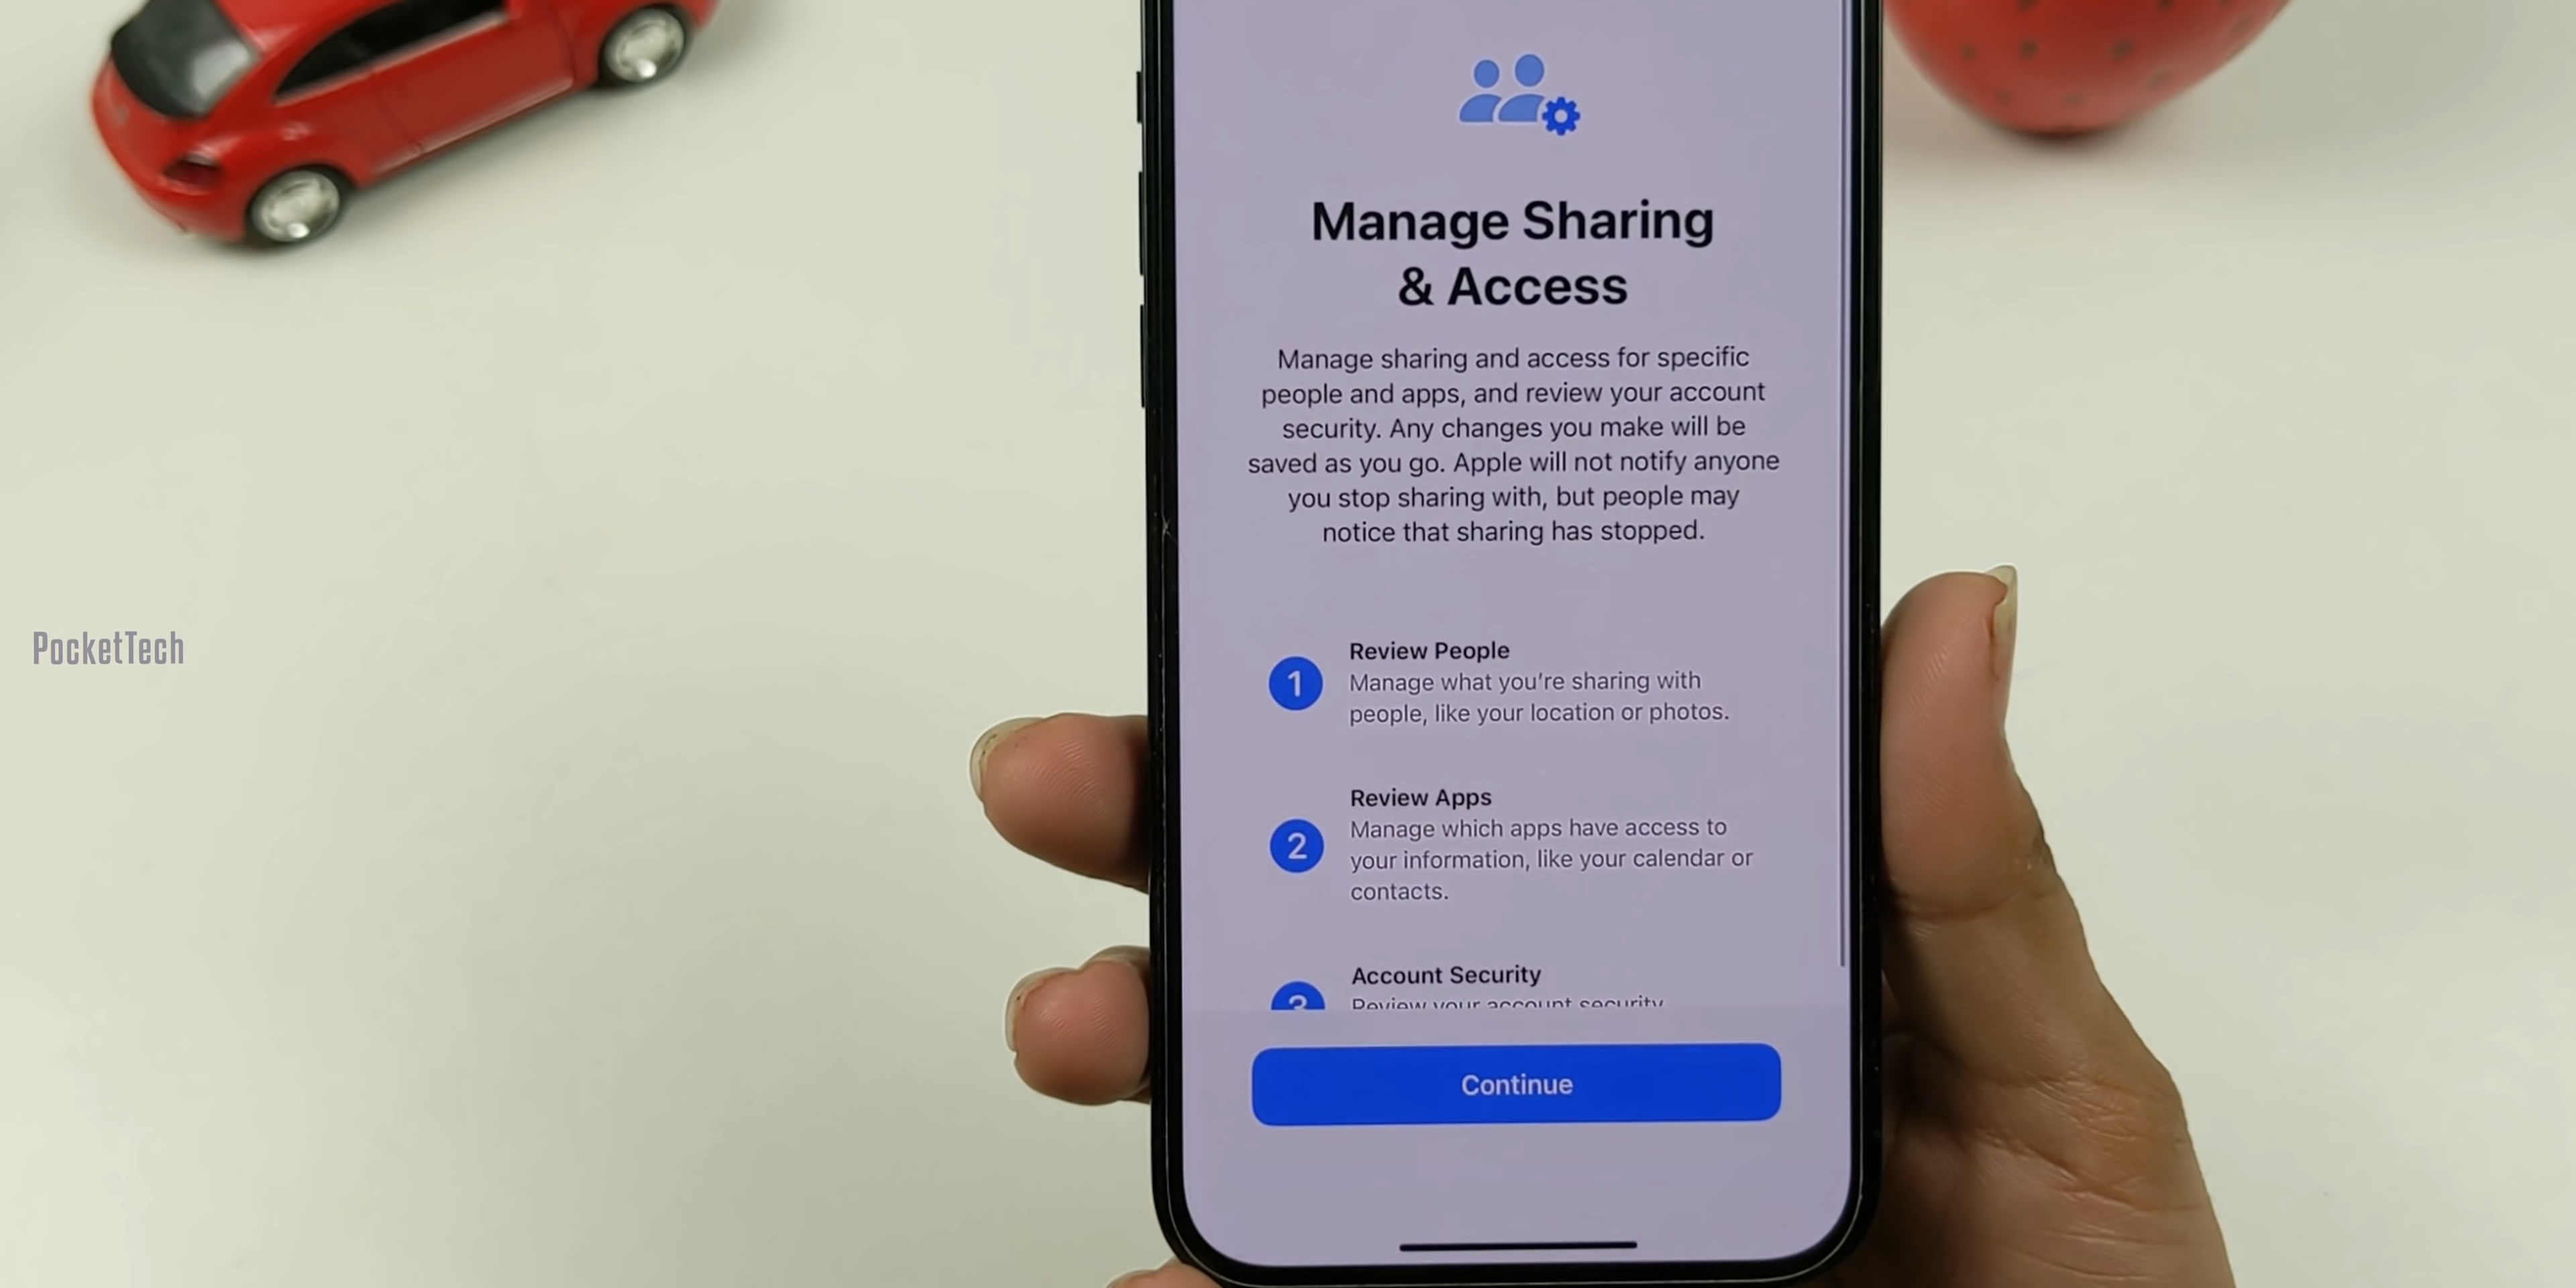 Manage Sharing
& Access
Manage sharing and access for specific
people and apps, and review your account
security. Any changes you make will be
saved as you go. Apple will not notify anyone
you stop sharing with, but people may
notice that sharing has stopped.
PocketTech
1
Review People
Manage what you're sharing with
people, like your location or photos.
2
Review Apps
Manage which apps have access to
your information, like your calendar or
contacts.
3
Account Security
Review your account security
Continue